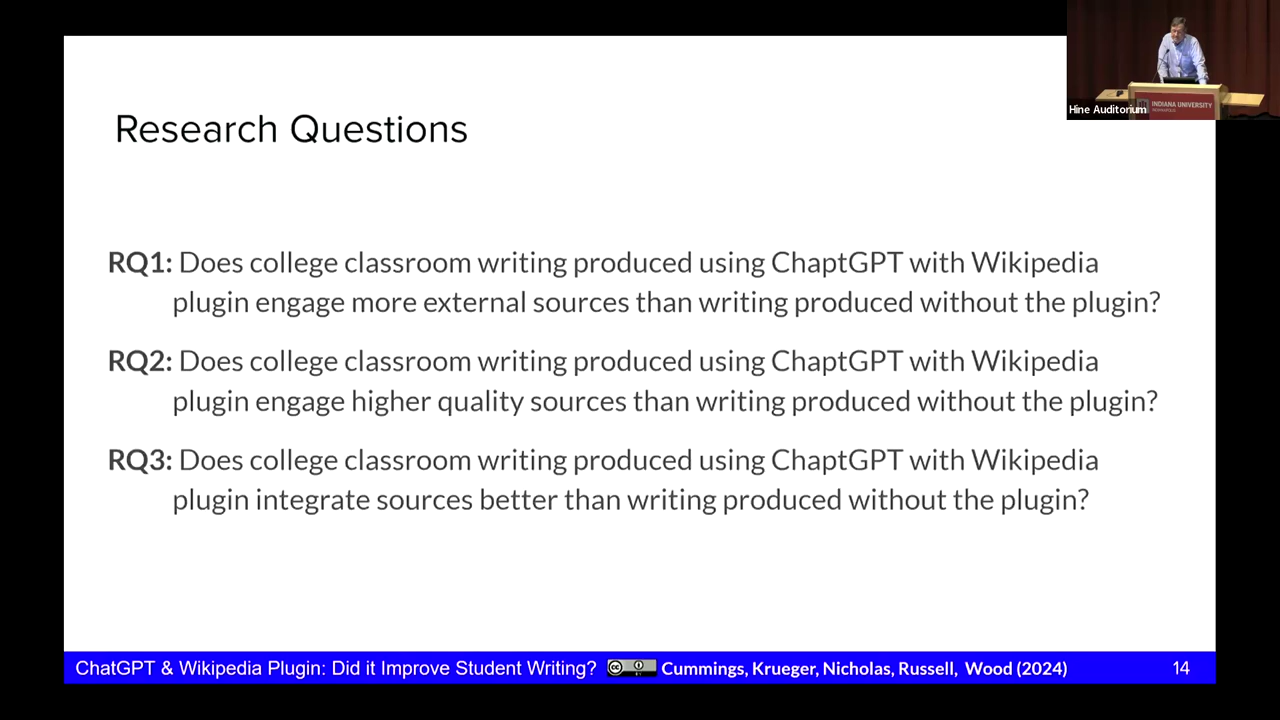 Research Questions
Hine Auditorium
INDIANA UNIVERSITY
INDIANAPOLIS
RQ1: Does college classroom writing produced using ChaptGPT with Wikipedia
plugin engage more external sources than writing produced without the plugin?
RQ2: Does college classroom writing produced using ChaptGPT with Wikipedia
plugin engage higher quality sources than writing produced without the plugin?
RQ3: Does college classroom writing produced using ChaptGPT with Wikipedia
plugin integrate sources better than writing produced without the plugin?
ChatGPT & Wikipedia Plugin: Did it Improve Student Writing? cc BY Cummings, Krueger, Nicholas, Russell, Wood (2024) 14